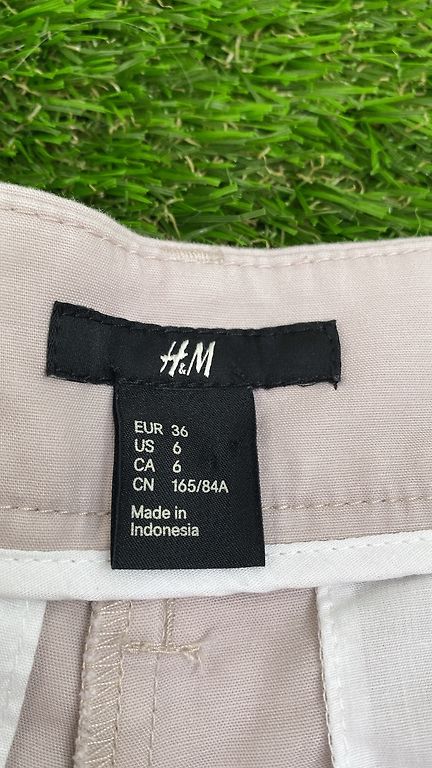 H&M
EUR 36
US 6
CA 6
CN 165/84A
Made in
Indonesia